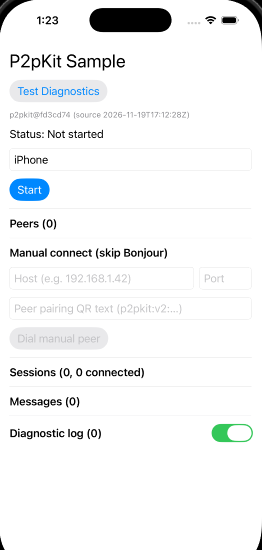 1:23
P2pKit Sample
Test Diagnostics
p2pkit@fd3cd74 (source 2026-11-19T17:12:28Z)
Status: Not started
iPhone
Start
Peers (0)
Manual connect (skip Bonjour)
Host (e.g. 192.168.1.42) Port
Peer pairing QR text (p2pkit:v2:...)
Dial manual peer
Sessions (0, 0 connected)
Messages (0)
Diagnostic log (0)